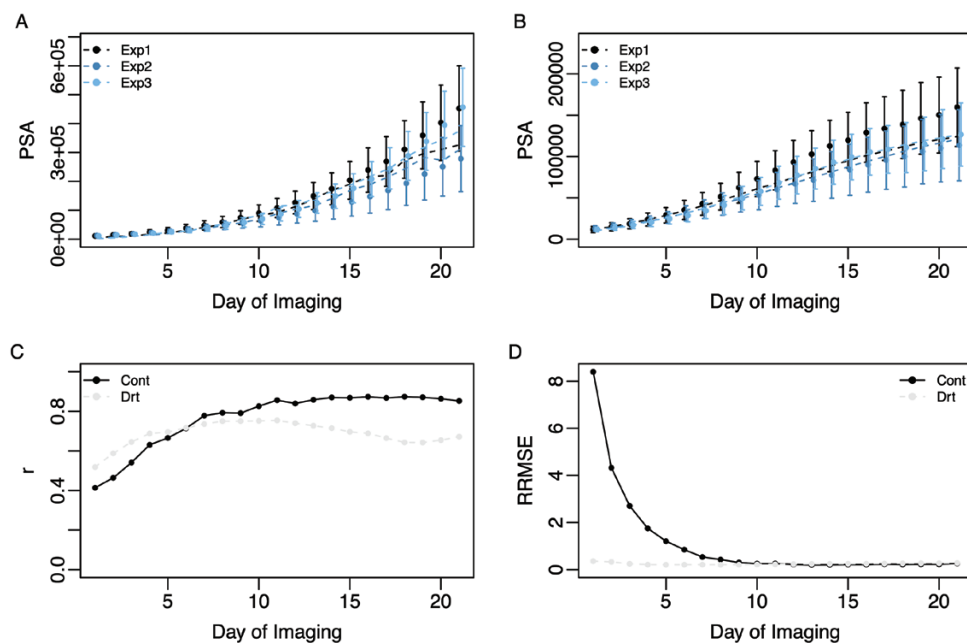 A
PSA
6e+05
3e+05
0e+00
Exp1
Exp2
Exp3
5 10 15 20
Day of Imaging
B
PSA
200000
100000
0
Exp1
Exp2
Exp3
5 10 15 20
Day of Imaging
C
r
0.8
0.4
0.0
Cont
Drt
5 10 15 20
Day of Imaging
D
RRMSE
8
6
4
2
0
Cont
Drt
5 10 15 20
Day of Imaging